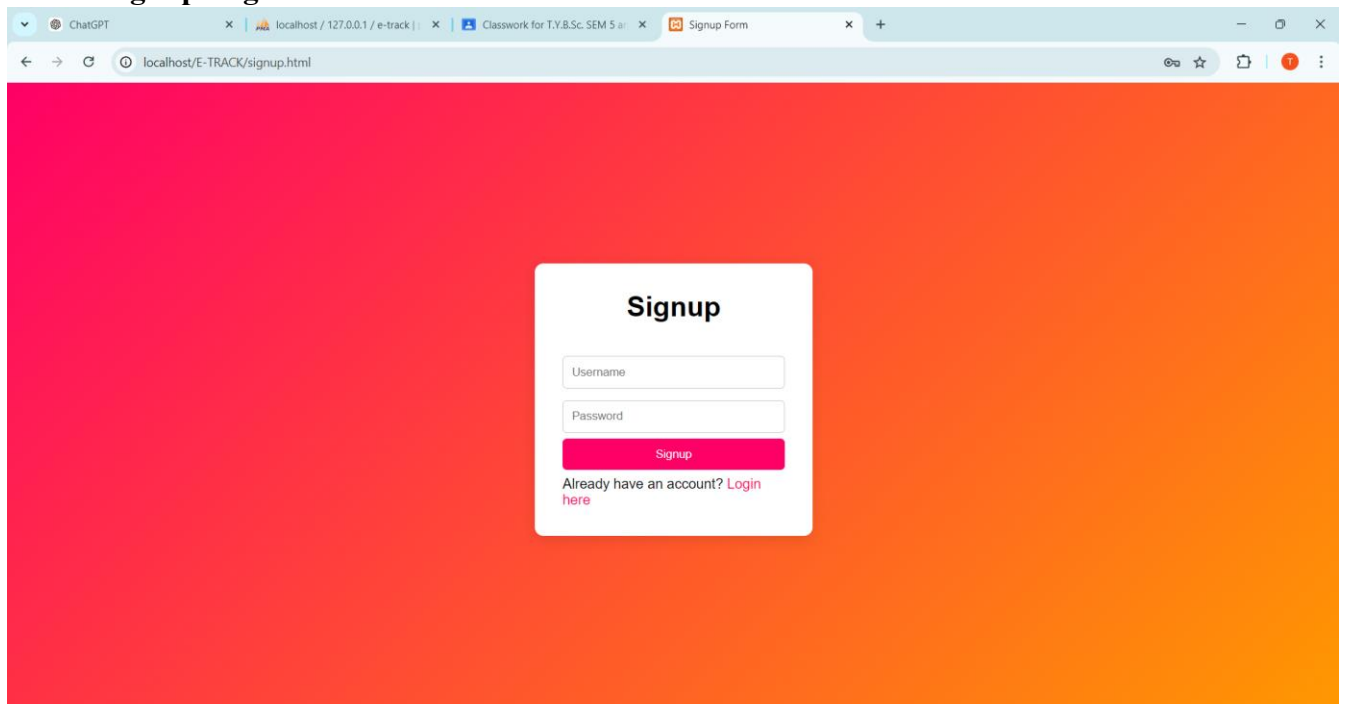 ChatGPT
localhost / 127.0.0.1 / e-track |
Classwork for T.Y.B.Sc. SEM 5
Signup Form
localhost/E-TRACK/signup.html
T
Signup
Username
Password
Signup
Already have an account? Login
here